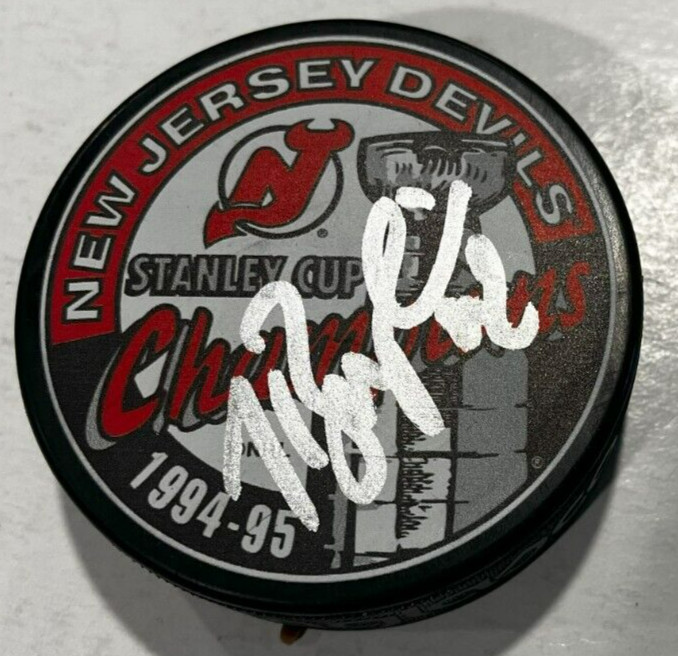 NEW JERSEY DEVILS
STANLEY CUP
Champions
1994-95